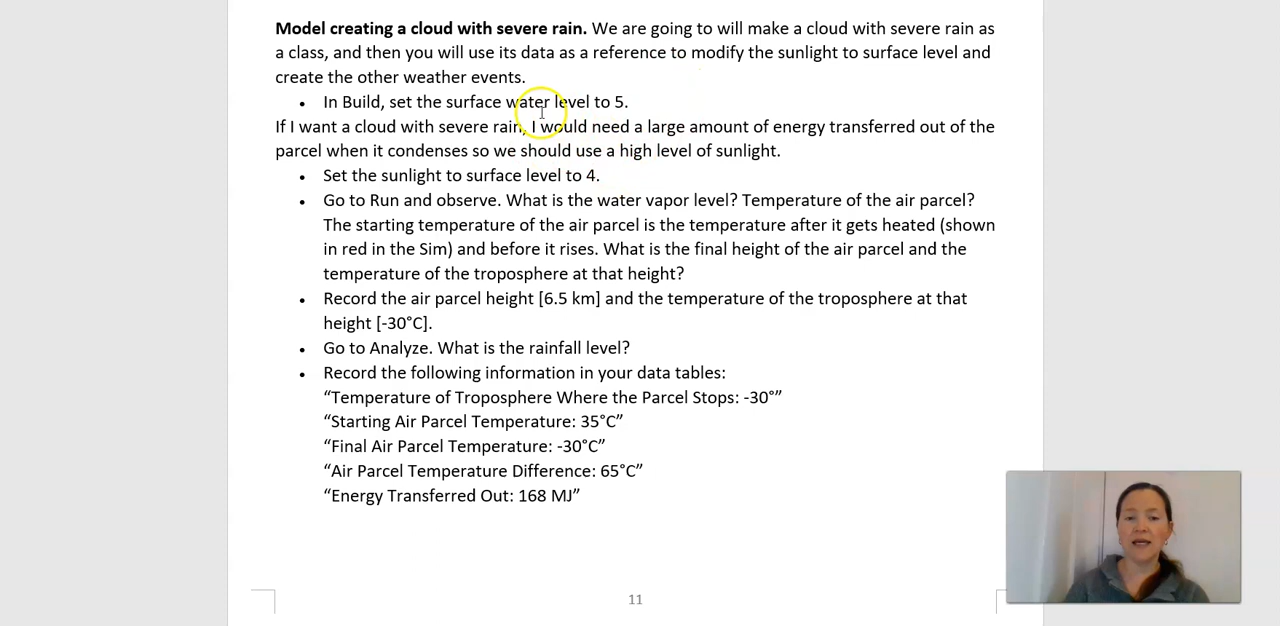 Model creating a cloud with severe rain. We are going to will make a cloud with severe rain as
a class, and then you will use its data as a reference to modify the sunlight to surface level and
create the other weather events.
• In Build, set the surface water level to 5.
If I want a cloud with severe rain, I would need a large amount of energy transferred out of the
parcel when it condenses so we should use a high level of sunlight.
• Set the sunlight to surface level to 4.
• Go to Run and observe. What is the water vapor level? Temperature of the air parcel?
The starting temperature of the air parcel is the temperature after it gets heated (shown
in red in the Sim) and before it rises. What is the final height of the air parcel and the
temperature of the troposphere at that height?
• Record the air parcel height [6.5 km] and the temperature of the troposphere at that
height [-30°C].
• Go to Analyze. What is the rainfall level?
• Record the following information in your data tables:
“Temperature of Troposphere Where the Parcel Stops: -30°”
“Starting Air Parcel Temperature: 35°C”
“Final Air Parcel Temperature: -30°C”
“Air Parcel Temperature Difference: 65°C”
“Energy Transferred Out: 168 MJ”
11